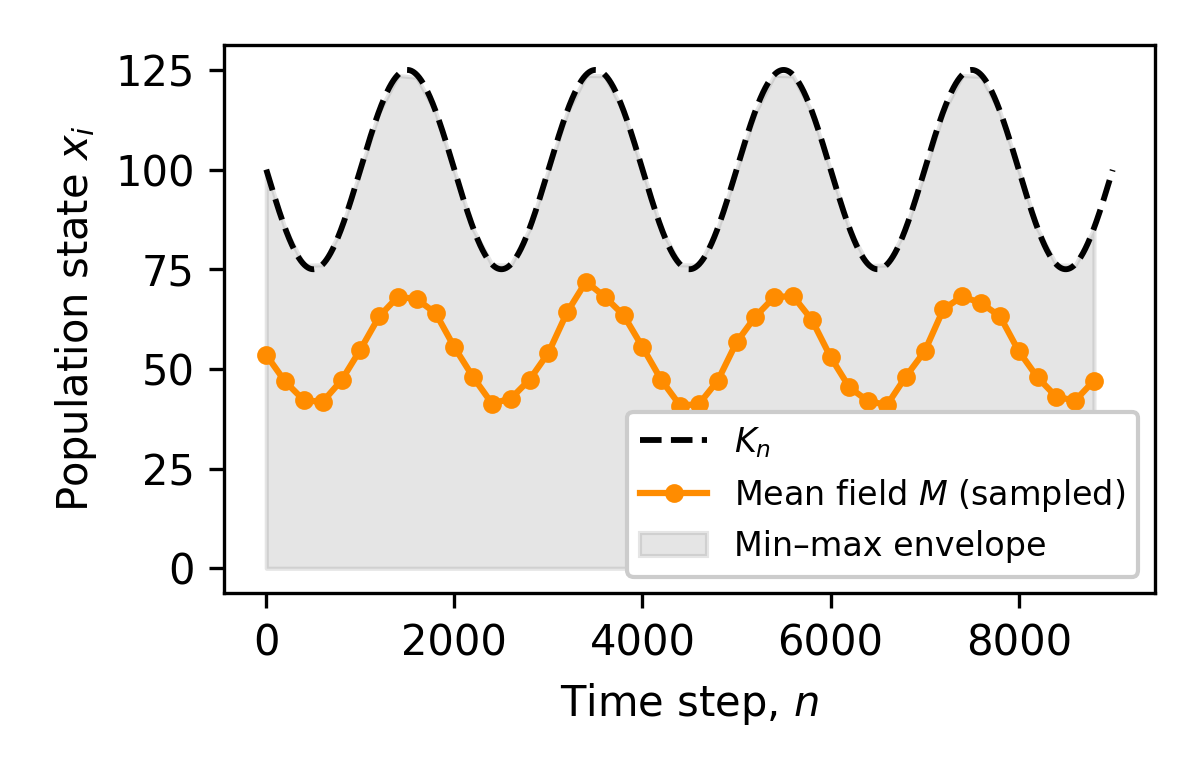 125
100
75
50
25
0
Population state xᵢ
Kₙ
Mean field M (sampled)
Min–max envelope
0 2000 4000 6000 8000
Time step, n